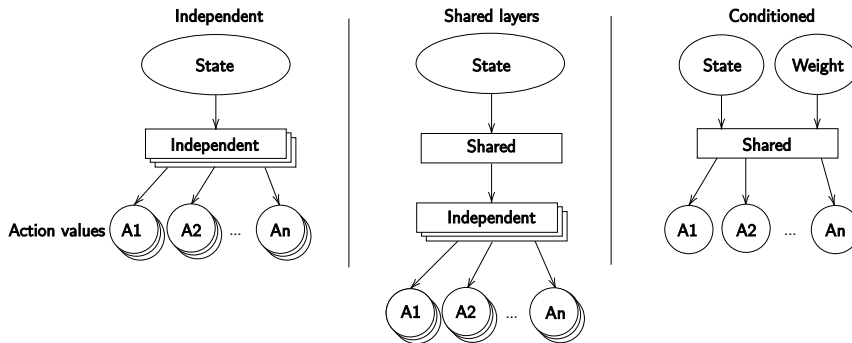 Independent
State
Independent
Action values A1 A2 ... An
Shared layers
State
Shared
Independent
A1 A2 ... An
Conditioned
State Weight
Shared
A1 A2 ... An